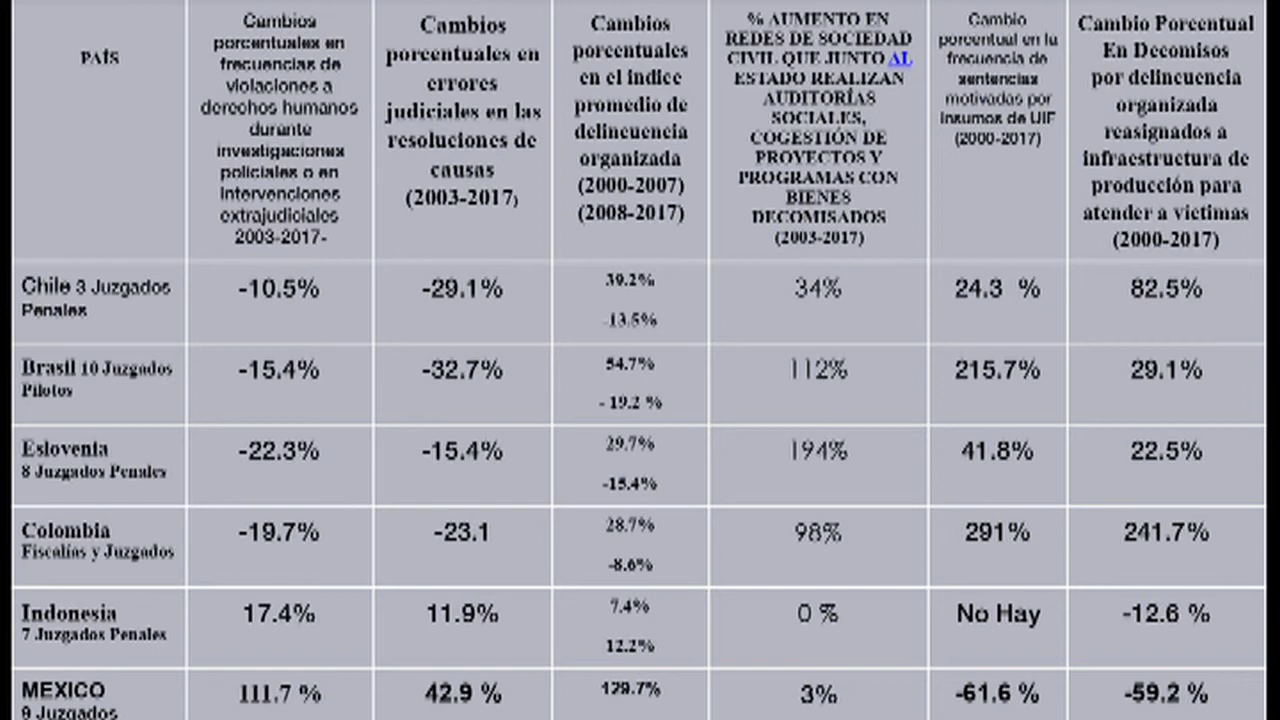 PAÍS
Cambios
porcentuales en
frecuencias de
violaciones a
derechos humanos
durante
investigaciones
policiales o en
intervenciones
extrajudiciales
2003-2017-
Cambios
porcentuales en
errores
judiciales en las
resoluciones de
causas
(2003-2017)
Cambios
porcentuales
en el indice
promedio de
delincuencia
organizada
(2000-2007)
(2008-2017)
% AUMENTO EN
REDES DE SOCIEDAD
CIVIL QUE JUNTO AL
ESTADO REALIZAN
AUDITORÍAS
SOCIALES,
COGESTIÓN DE
PROYECTOS Y
PROGRAMAS CON
BIENES
DECOMISADOS
(2003-2017)
Cambio
porcentual en la
frecuencia de
sentencias
motivadas por
insumos de UIF
(2000-2017)
Cambio Porcentual
En Decomisos
por delincuencia
organizada
reasignados a
infraestructura de
producción para
atender a victimas
(2000-2017)
Chile 3 Juzgados
Penales
-10.5%
-29.1%
39.2%
-13.5%
34%
24.3 %
82.5%
Brasil 10 Juzgados
Pilotos
-15.4%
-32.7%
54.7%
- 19.2 %
112%
215.7%
29.1%
Eslovenia
8 Juzgados Penales
-22.3%
-15.4%
29.7%
-15.4%
194%
41.8%
22.5%
Colombia
Fiscalías y Juzgados
-19.7%
-23.1
28.7%
-8.6%
98%
291%
241.7%
Indonesia
7 Juzgados Penales
17.4%
11.9%
7.4%
12.2%
0 %
No Hay
-12.6 %
MEXICO
9 Juzgados
111.7 %
42.9 %
129.7%
3%
-61.6 %
-59.2 %